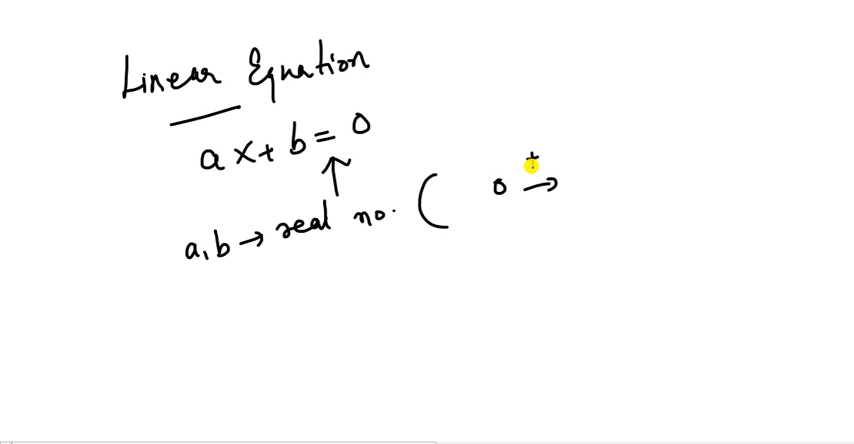 Linear Equation
ax+b=0
a,b→real no. ( 0 →
+